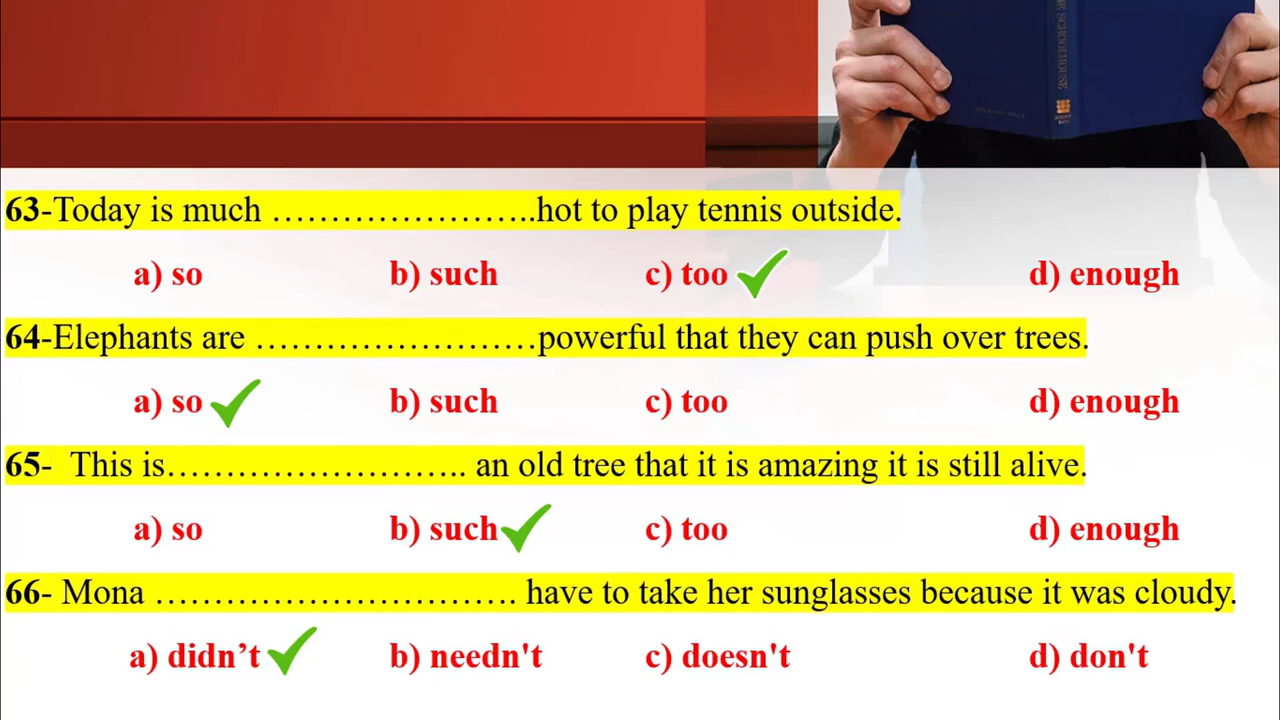 63-Today is much ……………………..hot to play tennis outside.
a) so b) such c) too d) enough
64-Elephants are ……………………powerful that they can push over trees.
a) so b) such c) too d) enough
65- This is…………………….. an old tree that it is amazing it is still alive.
a) so b) such c) too d) enough
66- Mona …………………………. have to take her sunglasses because it was cloudy.
a) didn’t b) needn't c) doesn't d) don't